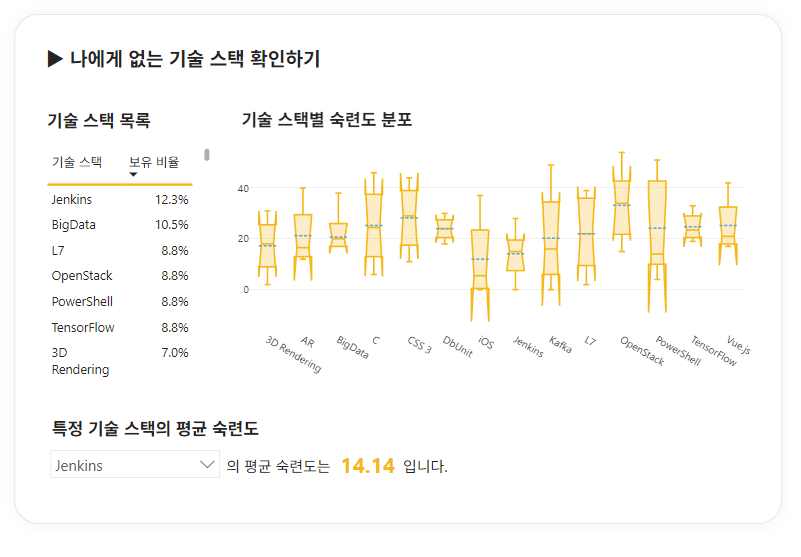 ▶ 나에게 없는 기술 스택 확인하기
기술 스택 목록
기술 스택 보유 비율
Jenkins 12.3%
BigData 10.5%
L7 8.8%
OpenStack 8.8%
PowerShell 8.8%
TensorFlow 8.8%
3D 7.0%
Rendering
기술 스택별 숙련도 분포
40
20
0
3D Rendering AR BigData C CSS 3 DbUnit iOS Jenkins Kafka L7 OpenStack PowerShell TensorFlow Vue.js
특정 기술 스택의 평균 숙련도
Jenkins 의 평균 숙련도는 14.14 입니다.